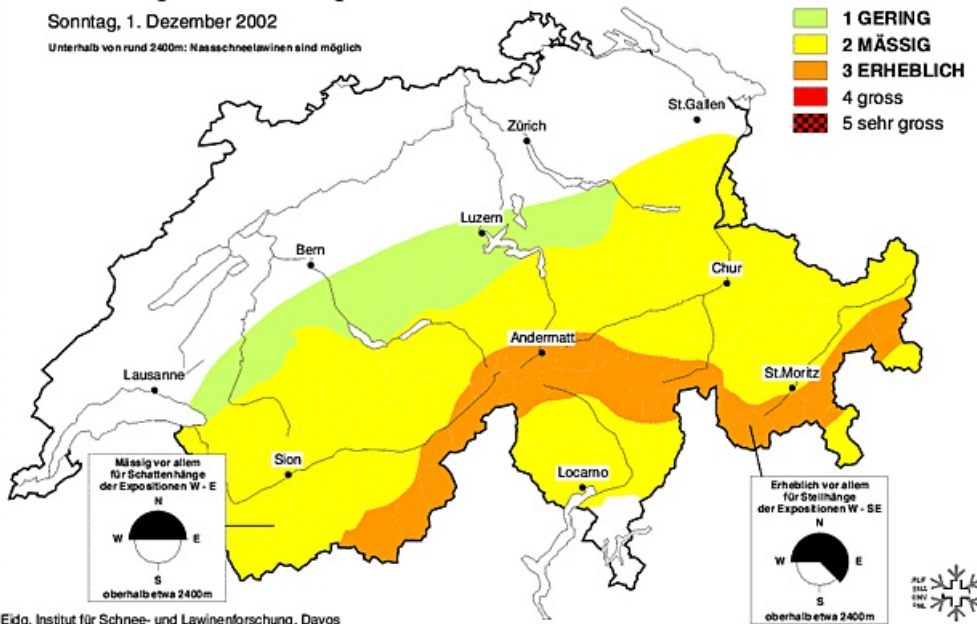 Sonntag, 1. Dezember 2002
Unterhalb von rund 2400m: Nassschneelawinen sind möglich
1 GERING
2 MÄSSIG
3 ERHEBLICH
4 gross
5 sehr gross
St.Gallen
Zürich
Luzern
Bern
Chur
Andermatt
Lausanne
St.Moritz
Sion
Locarno
Mässig vor allem
für Schattenhänge
der Expositionen W - E
N
W E
S
oberhalb etwa 2400m
Erheblich vor allem
für Steilhänge
der Expositionen W - SE
N
W E
S
oberhalb etwa 2400m
SLF
ENA
Eidg. Institut für Schnee- und Lawinenforschung, Davos